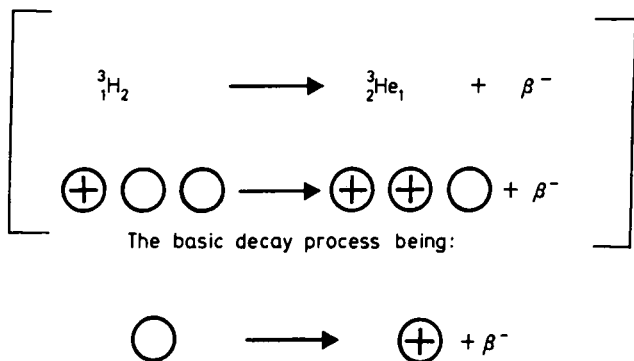 ³₁H₂ ⟶ ³₂He₁ + β⁻
+ ⟶ + + + β⁻
The basic decay process being:
⟶ + + β⁻